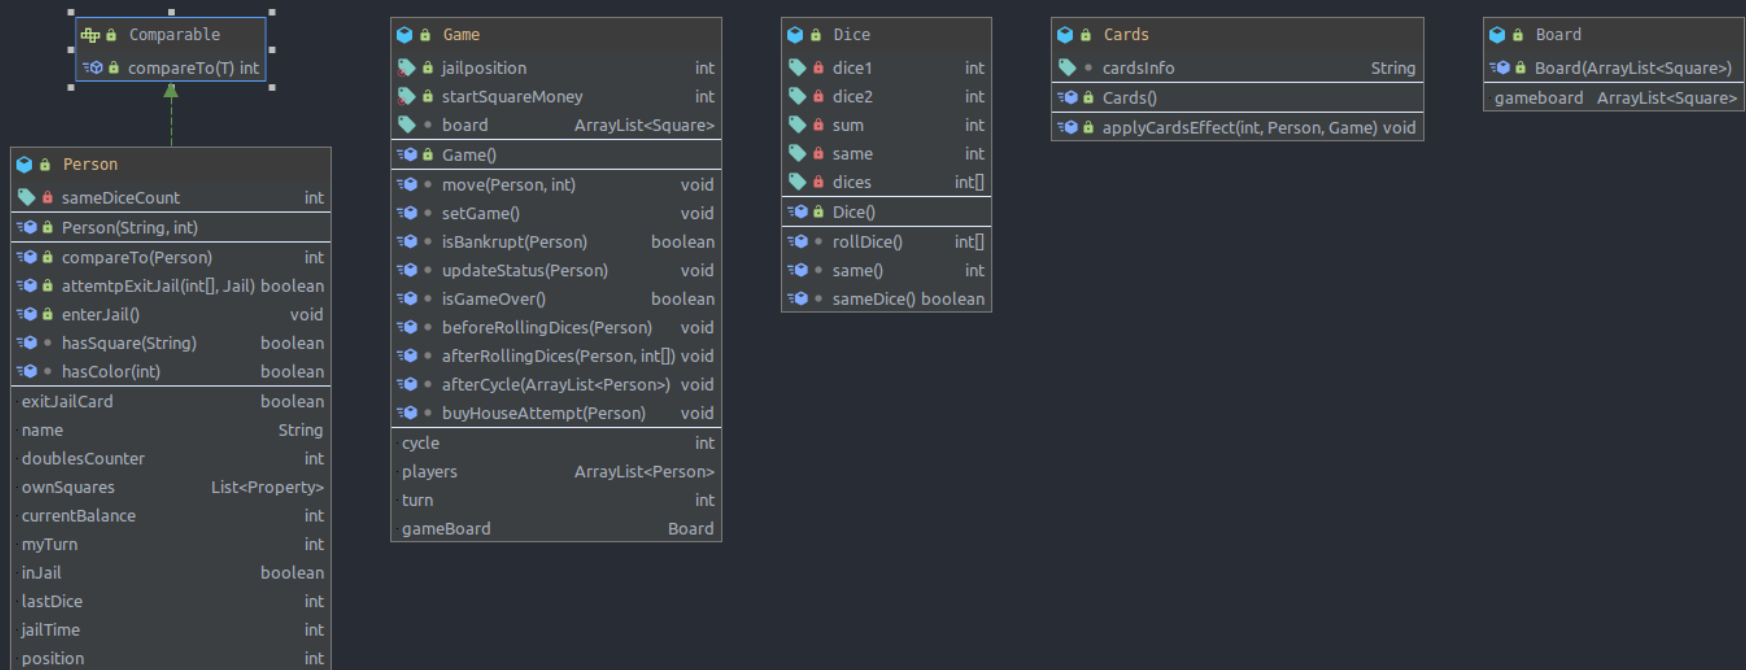 Comparable
compareTo(T) int
Person
sameDiceCount int
Person(String, int)
compareTo(Person) int
attemtpExitJail(int[], Jail) boolean
enterJail() void
hasSquare(String) boolean
hasColor(int) boolean
exitJailCard boolean
name String
doublesCounter int
ownSquares List<Property>
currentBalance int
myTurn int
inJail boolean
lastDice int
jailTime int
position int
Game
jailposition int
startSquareMoney int
board ArrayList<Square>
Game()
move(Person, int) void
setGame() void
isBankrupt(Person) boolean
updateStatus(Person) void
isGameOver() boolean
beforeRollingDices(Person) void
afterRollingDices(Person, int[]) void
afterCycle(ArrayList<Person>) void
buyHouseAttempt(Person) void
cycle int
players ArrayList<Person>
turn int
gameBoard Board
Dice
dice1 int
dice2 int
sum int
same int
dices int[]
Dice()
rollDice() int[]
same() int
sameDice() boolean
Cards
cardsInfo String
Cards()
applyCardsEffect(int, Person, Game) void
Board
Board(ArrayList<Square>)
gameboard ArrayList<Square>